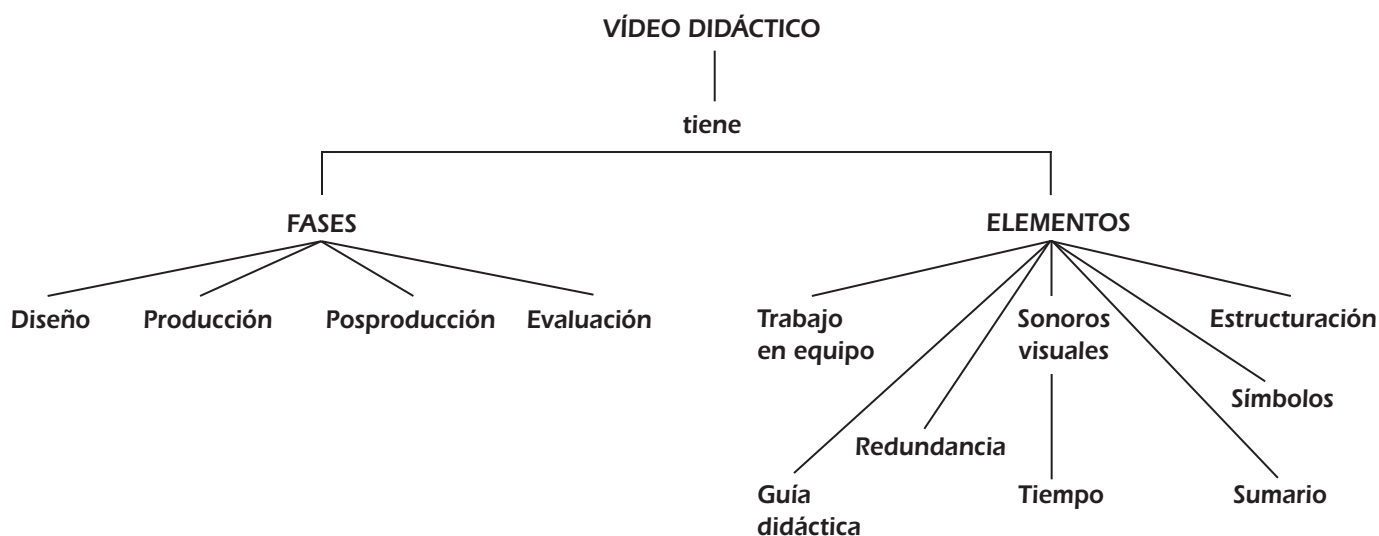 VÍDEO DIDÁCTICO
tiene
FASES
ELEMENTOS
Diseño
Producción
Posproducción
Evaluación
Trabajo
en equipo
Sonoros
visuales
Estructuración
Símbolos
Redundancia
Guía
didáctica
Tiempo
Sumario